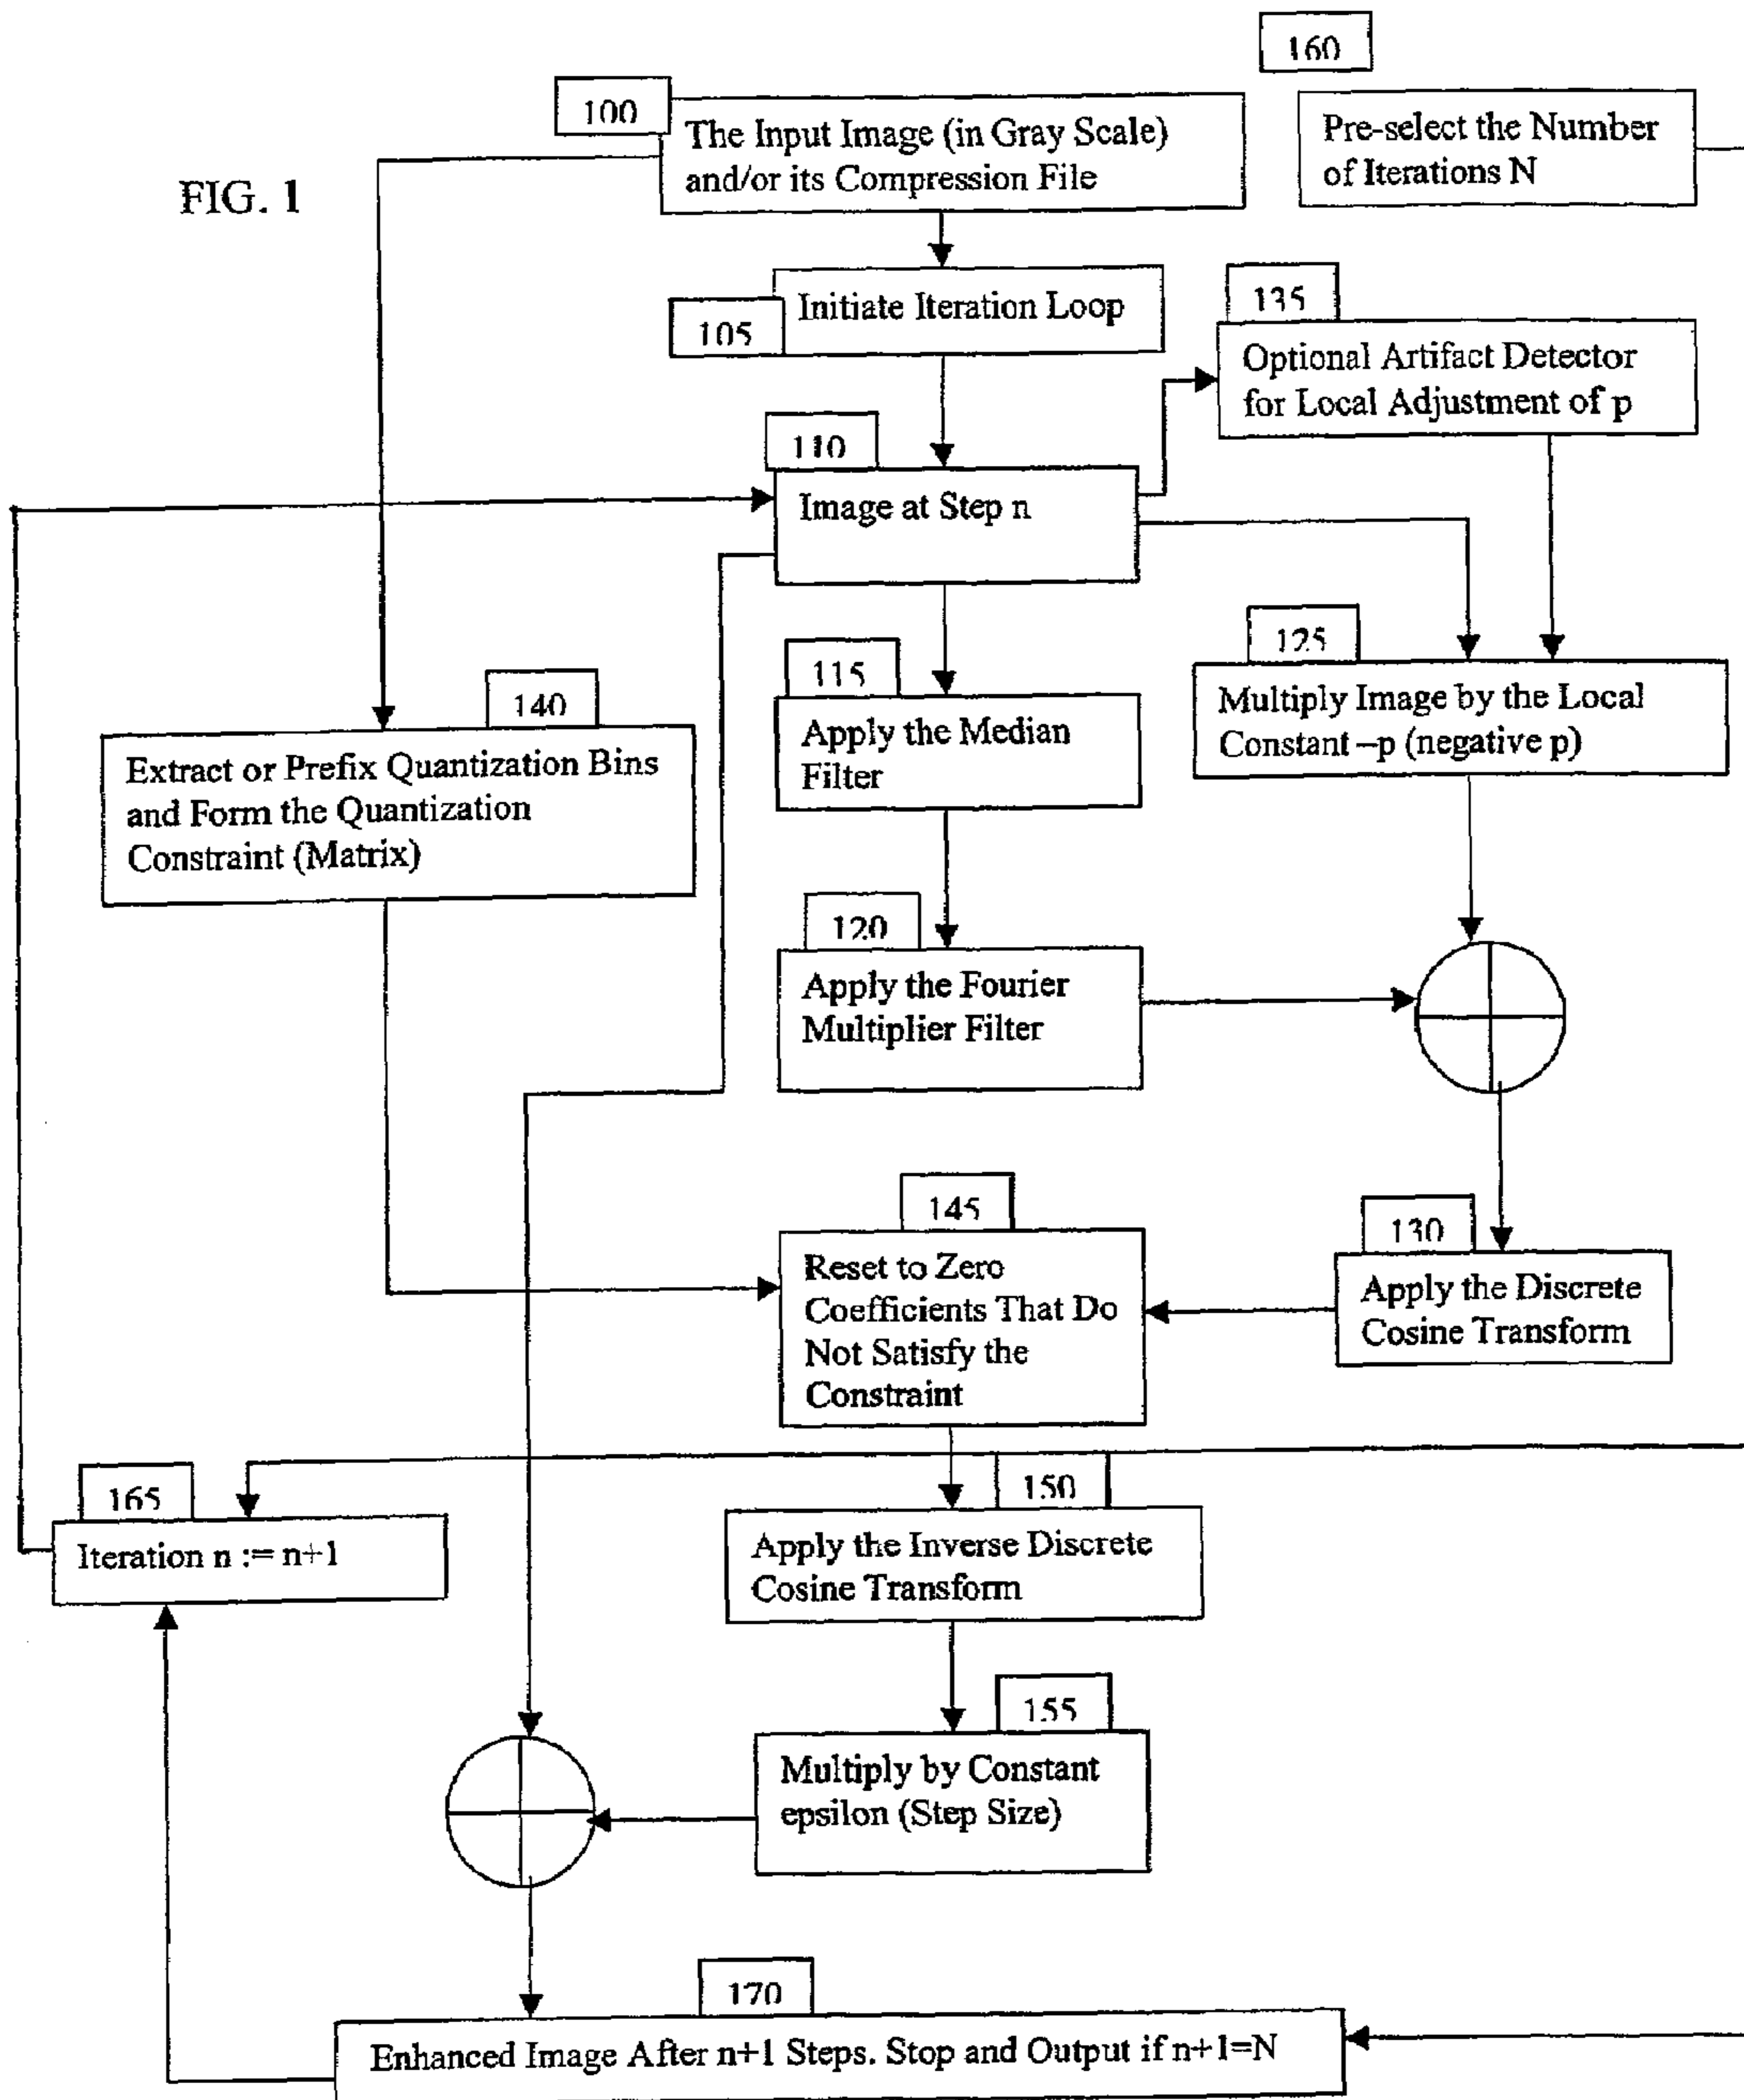 160
100
The Input Image (in Gray Scale)
and/or its Compression File
Pre-select the Number
of Iterations N
FIG. 1
105
Initiate Iteration Loop
135
Optional Artifact Detector
for Local Adjustment of p
110
Image at Step n
125
Multiply Image by the Local
Constant –p (negative p)
115
Apply the Median
Filter
140
Extract or Prefix Quantization Bins
and Form the Quantization
Constraint (Matrix)
120
Apply the Fourier
Multiplier Filter
145
Reset to Zero
Coefficients That Do
Not Satisfy the
Constraint
130
Apply the Discrete
Cosine Transform
165
Iteration n := n+1
150
Apply the Inverse Discrete
Cosine Transform
155
Multiply by Constant
epsilon (Step Size)
170
Enhanced Image After n+1 Steps. Stop and Output if n+1=N